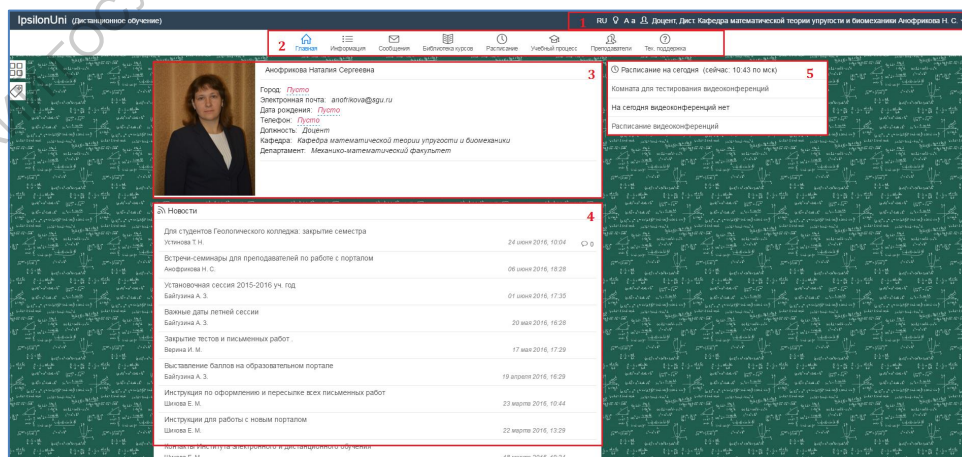 IpsilonUni (Дистанционное обучение)
1 RU A a Доцент, Дист. Кафедра математической теории упругости и биомеханики Анофрикова Н. С.
2 Главная Информация Сообщения Библиотека курсов Расписание Учебный процесс Преподаватели Тех. поддержка
Анофрикова Наталия Сергеевна 3
Город: Пусто
Электронная почта: anofrikova@sgu.ru
Дата рождения: Пусто
Телефон: Пусто
Должность: Доцент
Кафедра: Кафедра математической теории упругости и биомеханики
Департамент: Механико-математический факультет
Расписание на сегодня (сейчас: 10:43 по мск) 5
Комната для тестирования видеоконференций
На сегодня видеоконференций нет
Расписание видеоконференций
Новости 4
Для студентов Геологического колледжа: закрытие семестра
Устинова Т. Н. 24 июня 2016, 10:04 0
Встречи-семинары для преподавателей по работе с порталом
Анофрикова Н. С. 06 июня 2016, 18:28
Установочная сессия 2015-2016 уч. год
Байгузина А. З. 01 июня 2016, 17:35
Важные даты летней сессии
Байгузина А. З. 20 мая 2016, 16:28
Закрытие тестов и письменных работ
Верина И. М. 17 мая 2016, 17:29
Выставление баллов на образовательном портале
Байгузина А. З. 19 апреля 2016, 16:29
Инструкция по оформлению и пересылке всех письменных работ
Шинова Е. М. 23 марта 2016, 10:44
Инструкции для работы с новым порталом
Шинова Е. М. 22 марта 2016, 13:29
Контакты Института электронного и дистанционного обучения